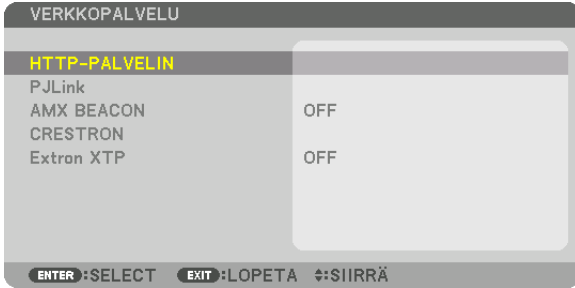 VERKKOPALVELU
HTTP-PALVELIN
PJLink
AMX BEACON OFF
CRESTRON
Extron XTP OFF
ENTER :SELECT EXIT :LOPETA ⬍:SIIRRÄ